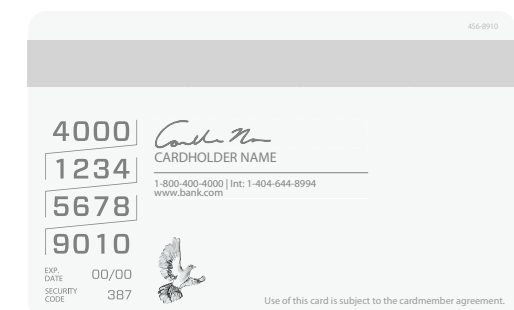 456-8910
4000
1234
5678
9010
CARDHOLDER NAME
1-800-400-4000 | Int: 1-404-644-8994
www.bank.com
EXP. DATE 00/00
SECURITY CODE 387
Use of this card is subject to the cardmember agreement.